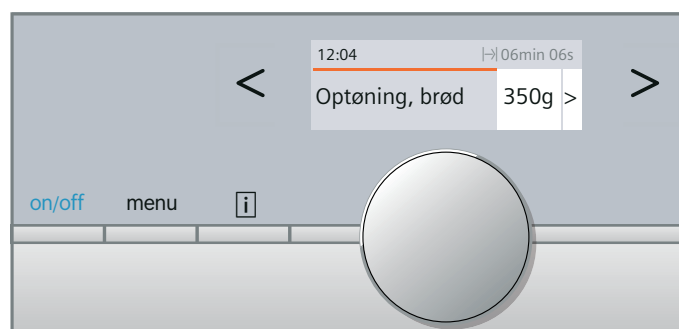 12:04 →06min 06s
< Optøning, brød 350g > >
on/off menu i